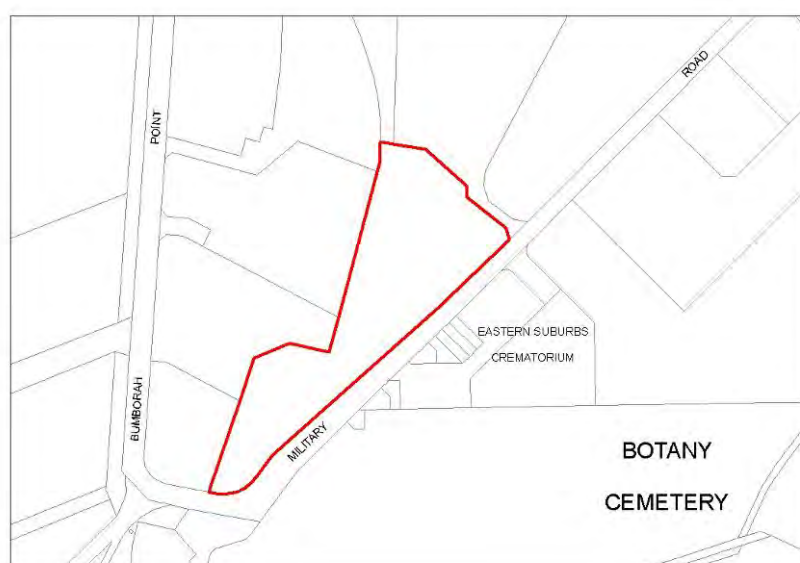 ROAD
POINT
EASTERN SUBURBS
CREMATORIUM
BUMBORAH
MILITARY
BOTANY
CEMETERY